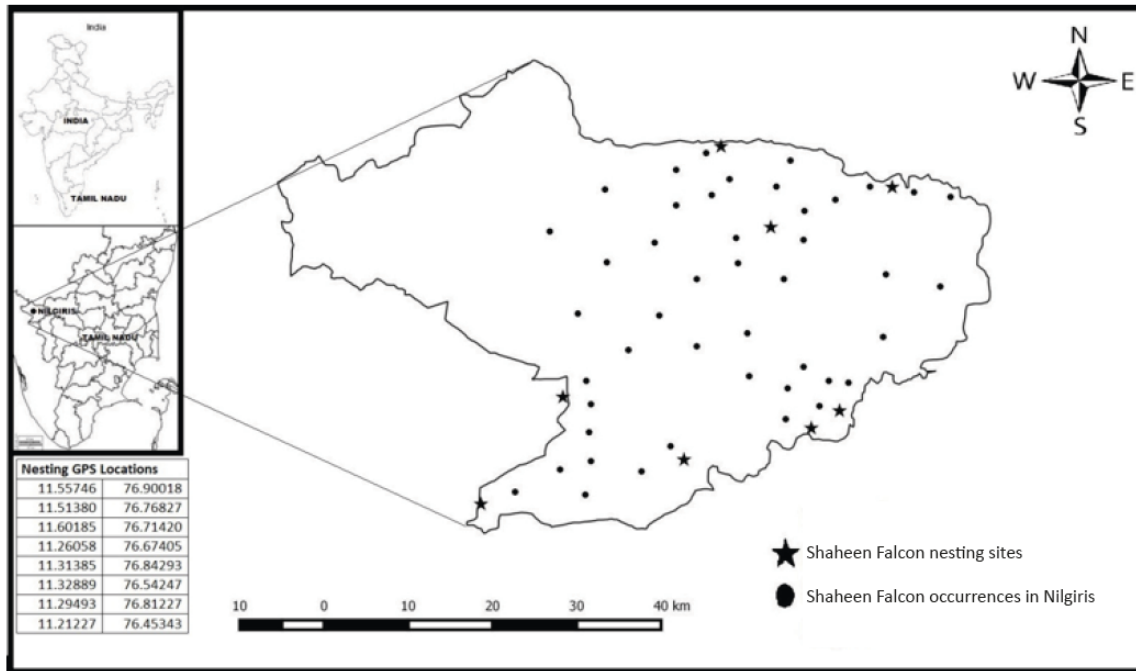 India
INDIA
TAMIL NADU
NILGIRIS
TAMIL NADU
Nesting GPS Locations
11.55746 76.90018
11.51380 76.76827
11.60185 76.71420
11.26058 76.67405
11.31385 76.84293
11.32889 76.54247
11.29493 76.81227
11.21227 76.45343
N
W E
S
Shaheen Falcon nesting sites
Shaheen Falcon occurrences in Nilgiris
10 0 10 20 30 40 km